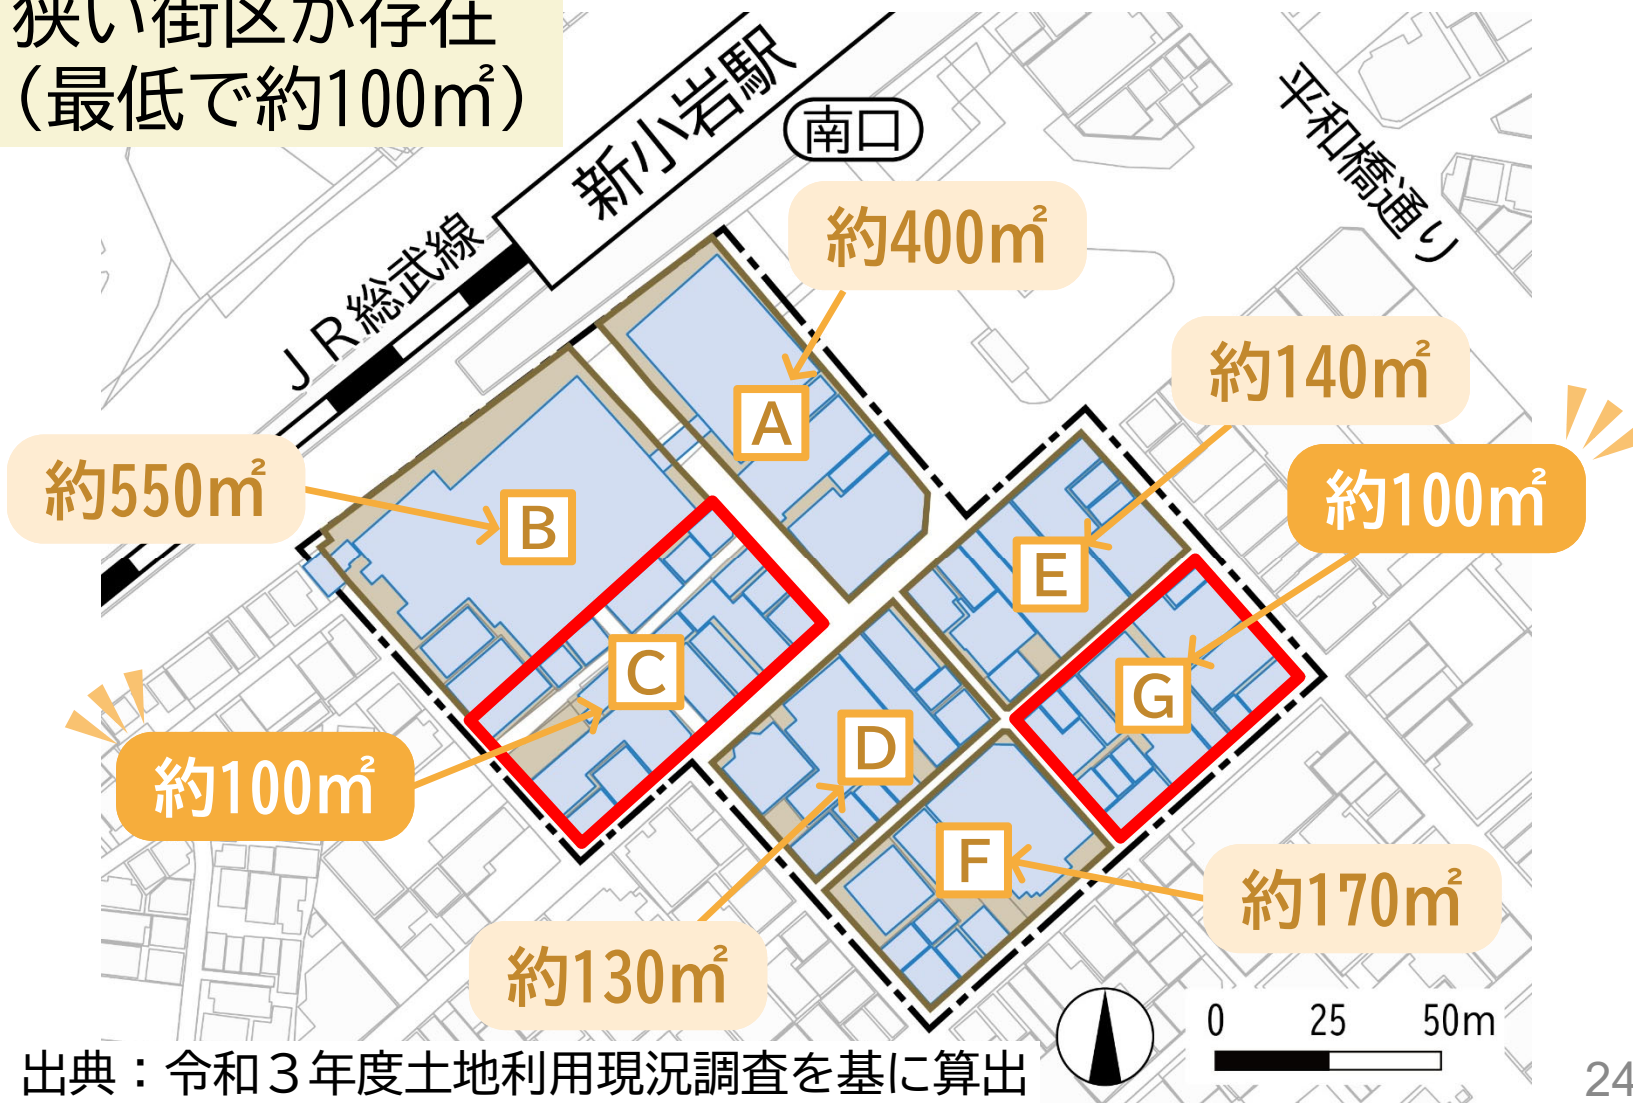 狭い街区が存在
（最低で約100㎡）
新小岩駅
南口
平和橋通り
ＪＲ総武線
約400㎡
約140㎡
約100㎡
約550㎡
A
B
E
C
G
D
F
約100㎡
約170㎡
約130㎡
0 25 50m
出典：令和３年度土地利用現況調査を基に算出
24